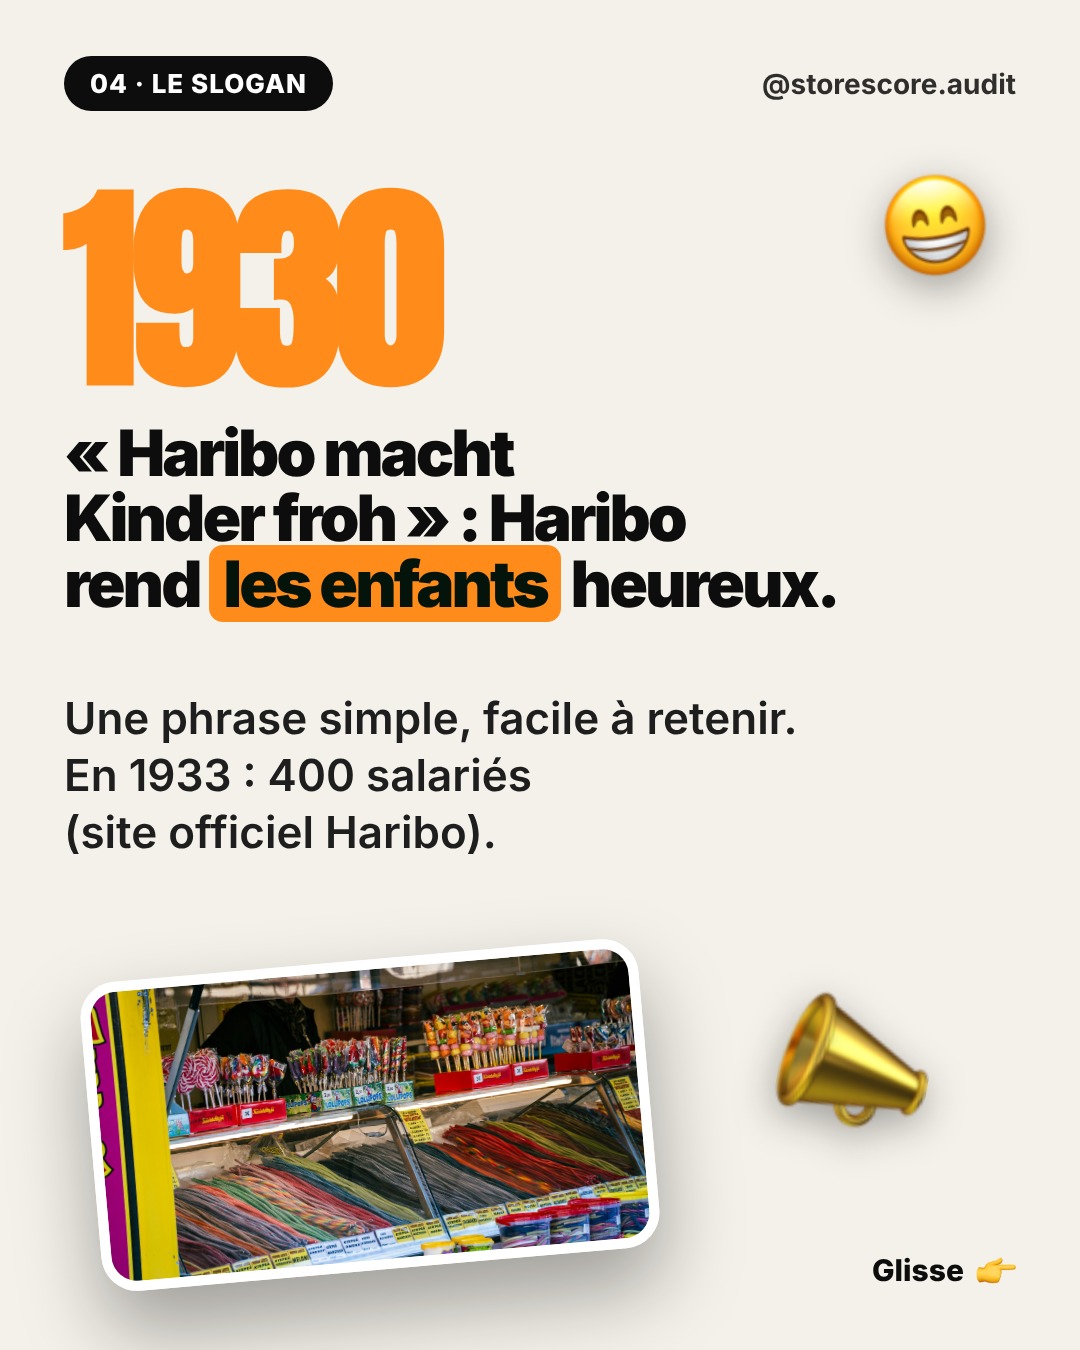 04 · LE SLOGAN
@storescore.audit
1930
« Haribo macht
Kinder froh » : Haribo
rend les enfants heureux.
Une phrase simple, facile à retenir.
En 1933 : 400 salariés
(site officiel Haribo).
Glisse